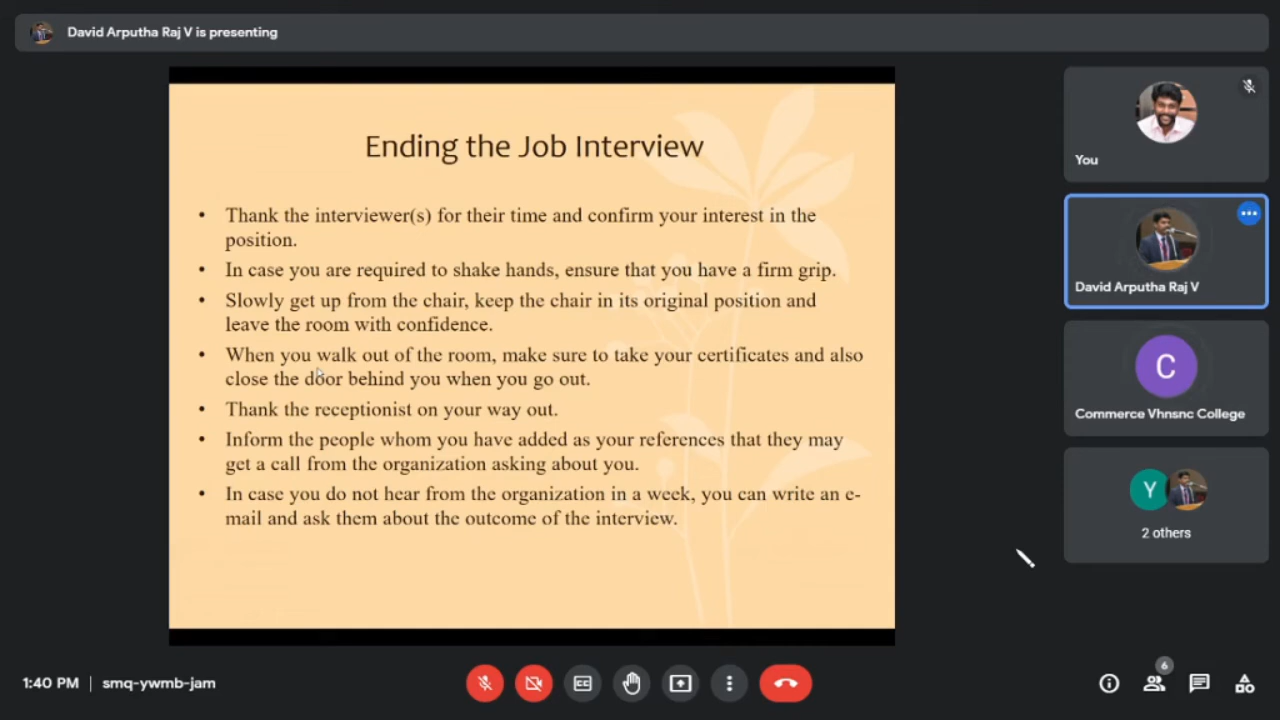 David Arputha Raj V is presenting
Ending the Job Interview
• Thank the interviewer(s) for their time and confirm your interest in the
position.
• In case you are required to shake hands, ensure that you have a firm grip.
• Slowly get up from the chair, keep the chair in its original position and
leave the room with confidence.
• When you walk out of the room, make sure to take your certificates and also
close the door behind you when you go out.
• Thank the receptionist on your way out.
• Inform the people whom you have added as your references that they may
get a call from the organization asking about you.
• In case you do not hear from the organization in a week, you can write an e-
mail and ask them about the outcome of the interview.
You
David Arputha Raj V
C
Commerce Vhnsnc College
Y
2 others
1:40 PM | smq-ywmb-jam
CC
6